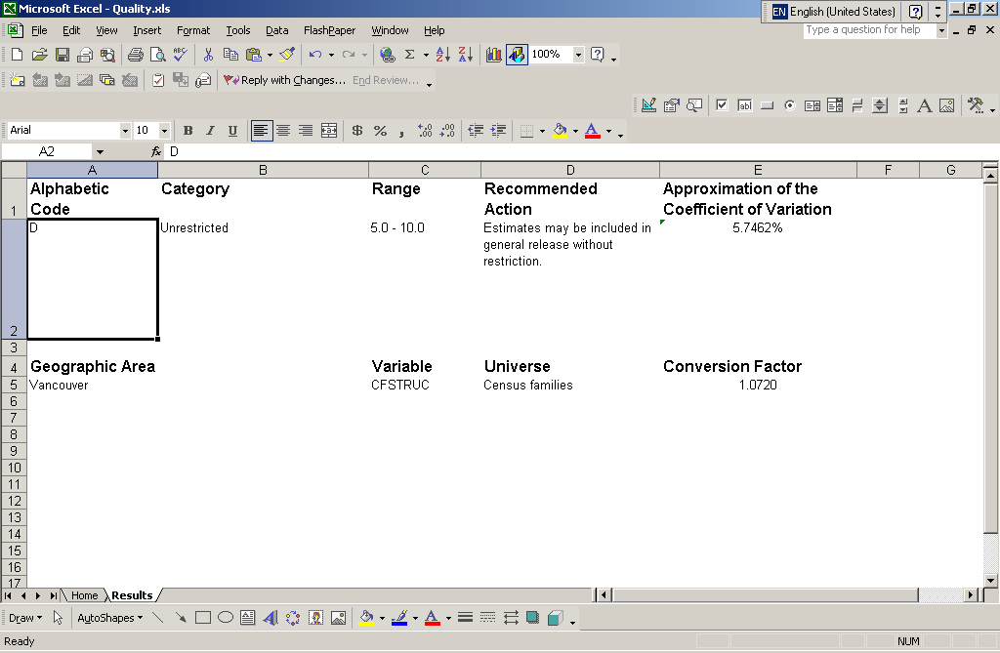 Microsoft Excel - Quality.xls
EN English (United States)
File Edit View Insert Format Tools Data FlashPaper Window Help
Type a question for help
100%
Reply with Changes... End Review...
Arial 10 B I U $ % ,
A2 fx D
A B C D E F G
1 Alphabetic Code Category Range Recommended Action Approximation of the Coefficient of Variation
2 D Unrestricted 5.0 - 10.0 Estimates may be included in general release without restriction. 5.7462%
3
4 Geographic Area Variable Universe Conversion Factor
5 Vancouver CFSTRUC Census families 1.0720
6
7
8
9
10
11
12
13
14
15
16
17
Home Results
Draw AutoShapes
Ready NUM